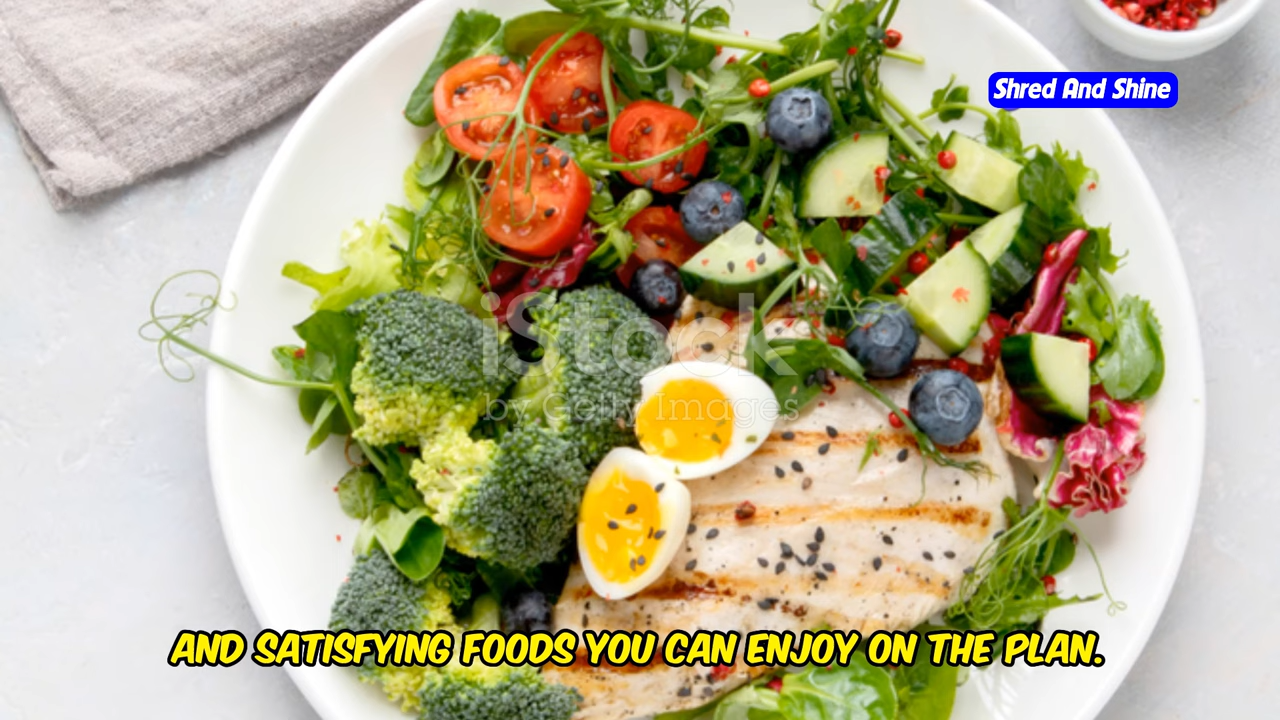 Shred And Shine
iStock
by Getty Images
AND SATISFYING FOODS YOU CAN ENJOY ON THE PLAN.